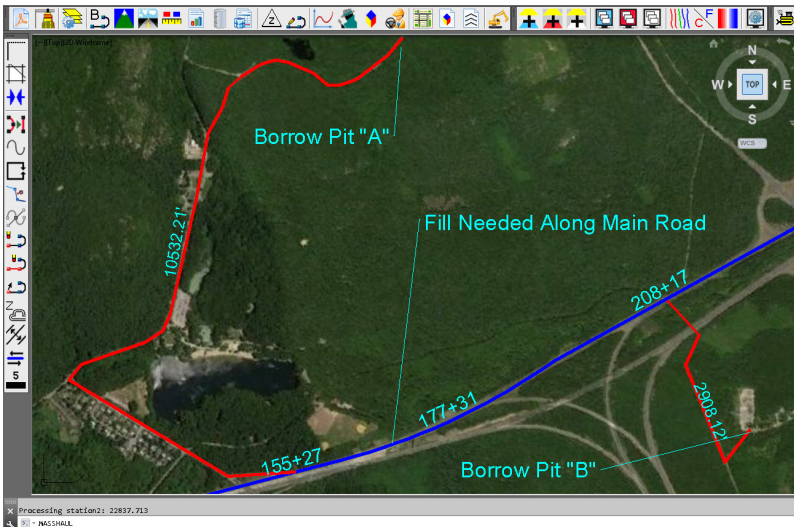 [-][Top][2D Wireframe]
N
W
TOP
E
S
WCS
Borrow Pit "A"
Fill Needed Along Main Road
10532.21'
208+17
177+31
2908.12'
155+27
Borrow Pit "B"
5
Processing station2: 22837.713
MASSHAUL